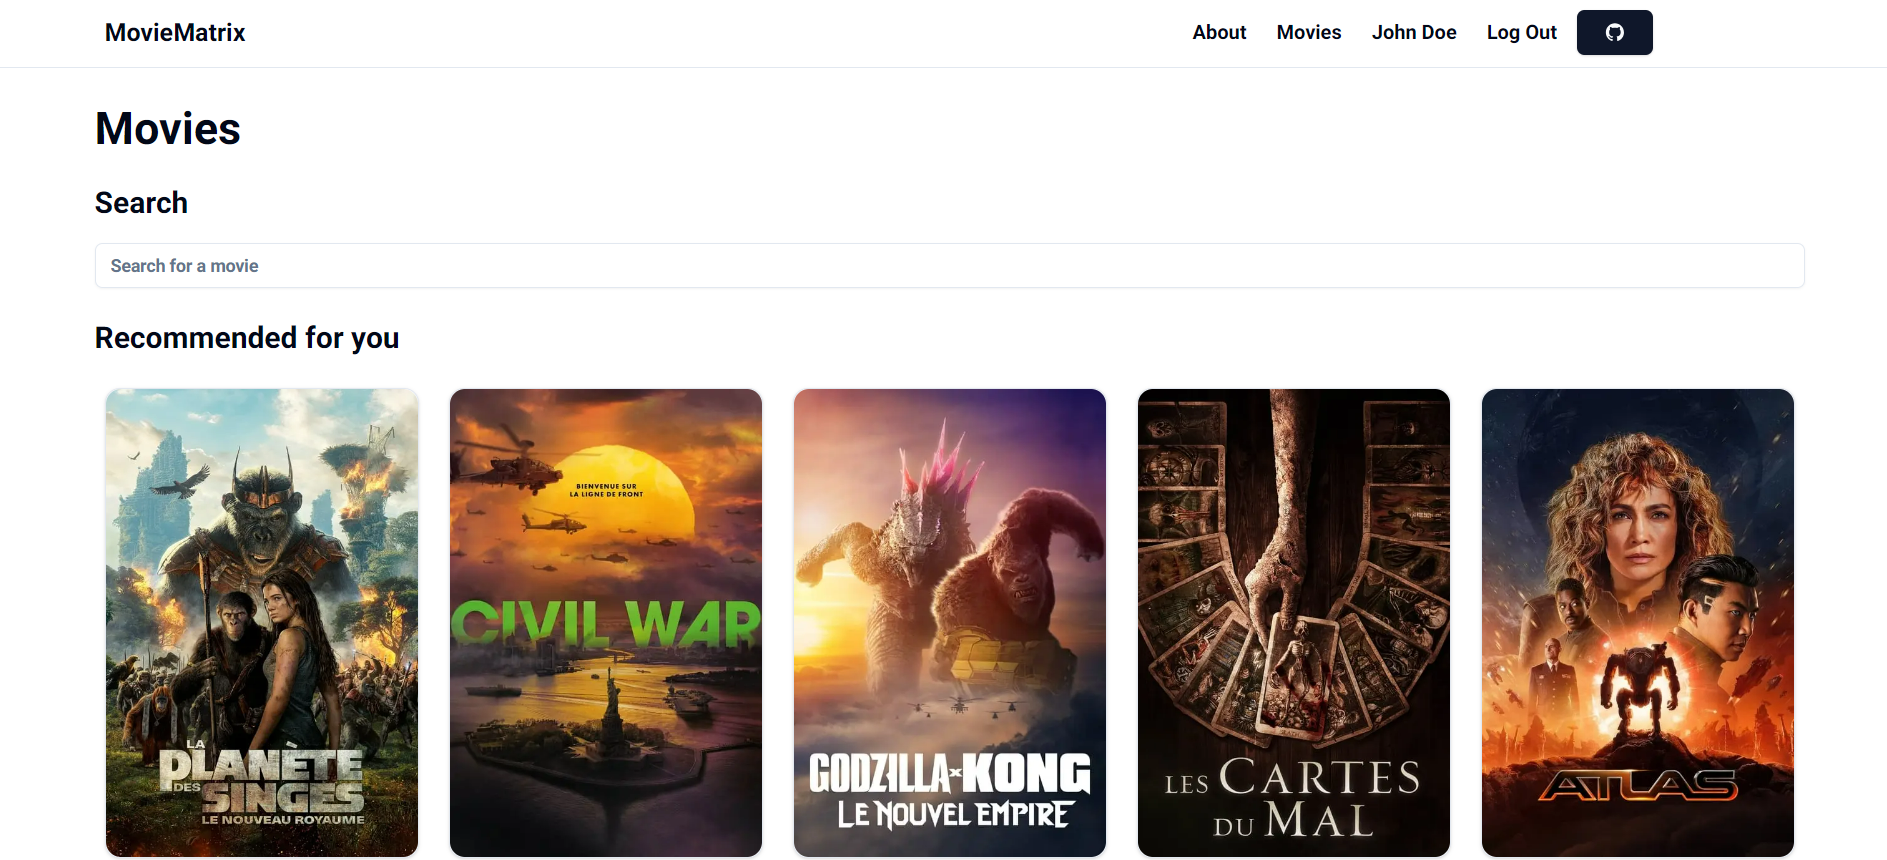 MovieMatrix
About Movies John Doe Log Out
Movies
Search
Search for a movie
Recommended for you
LA
PLANÈTE
DES SINGES
LE NOUVEAU ROYAUME
BIENVENUE SUR
LA LIGNE DE FRONT
CIVIL WAR
GODZILLA x KONG
LE NOUVEL EMPIRE
LES CARTES
DU MAL
ATLAS